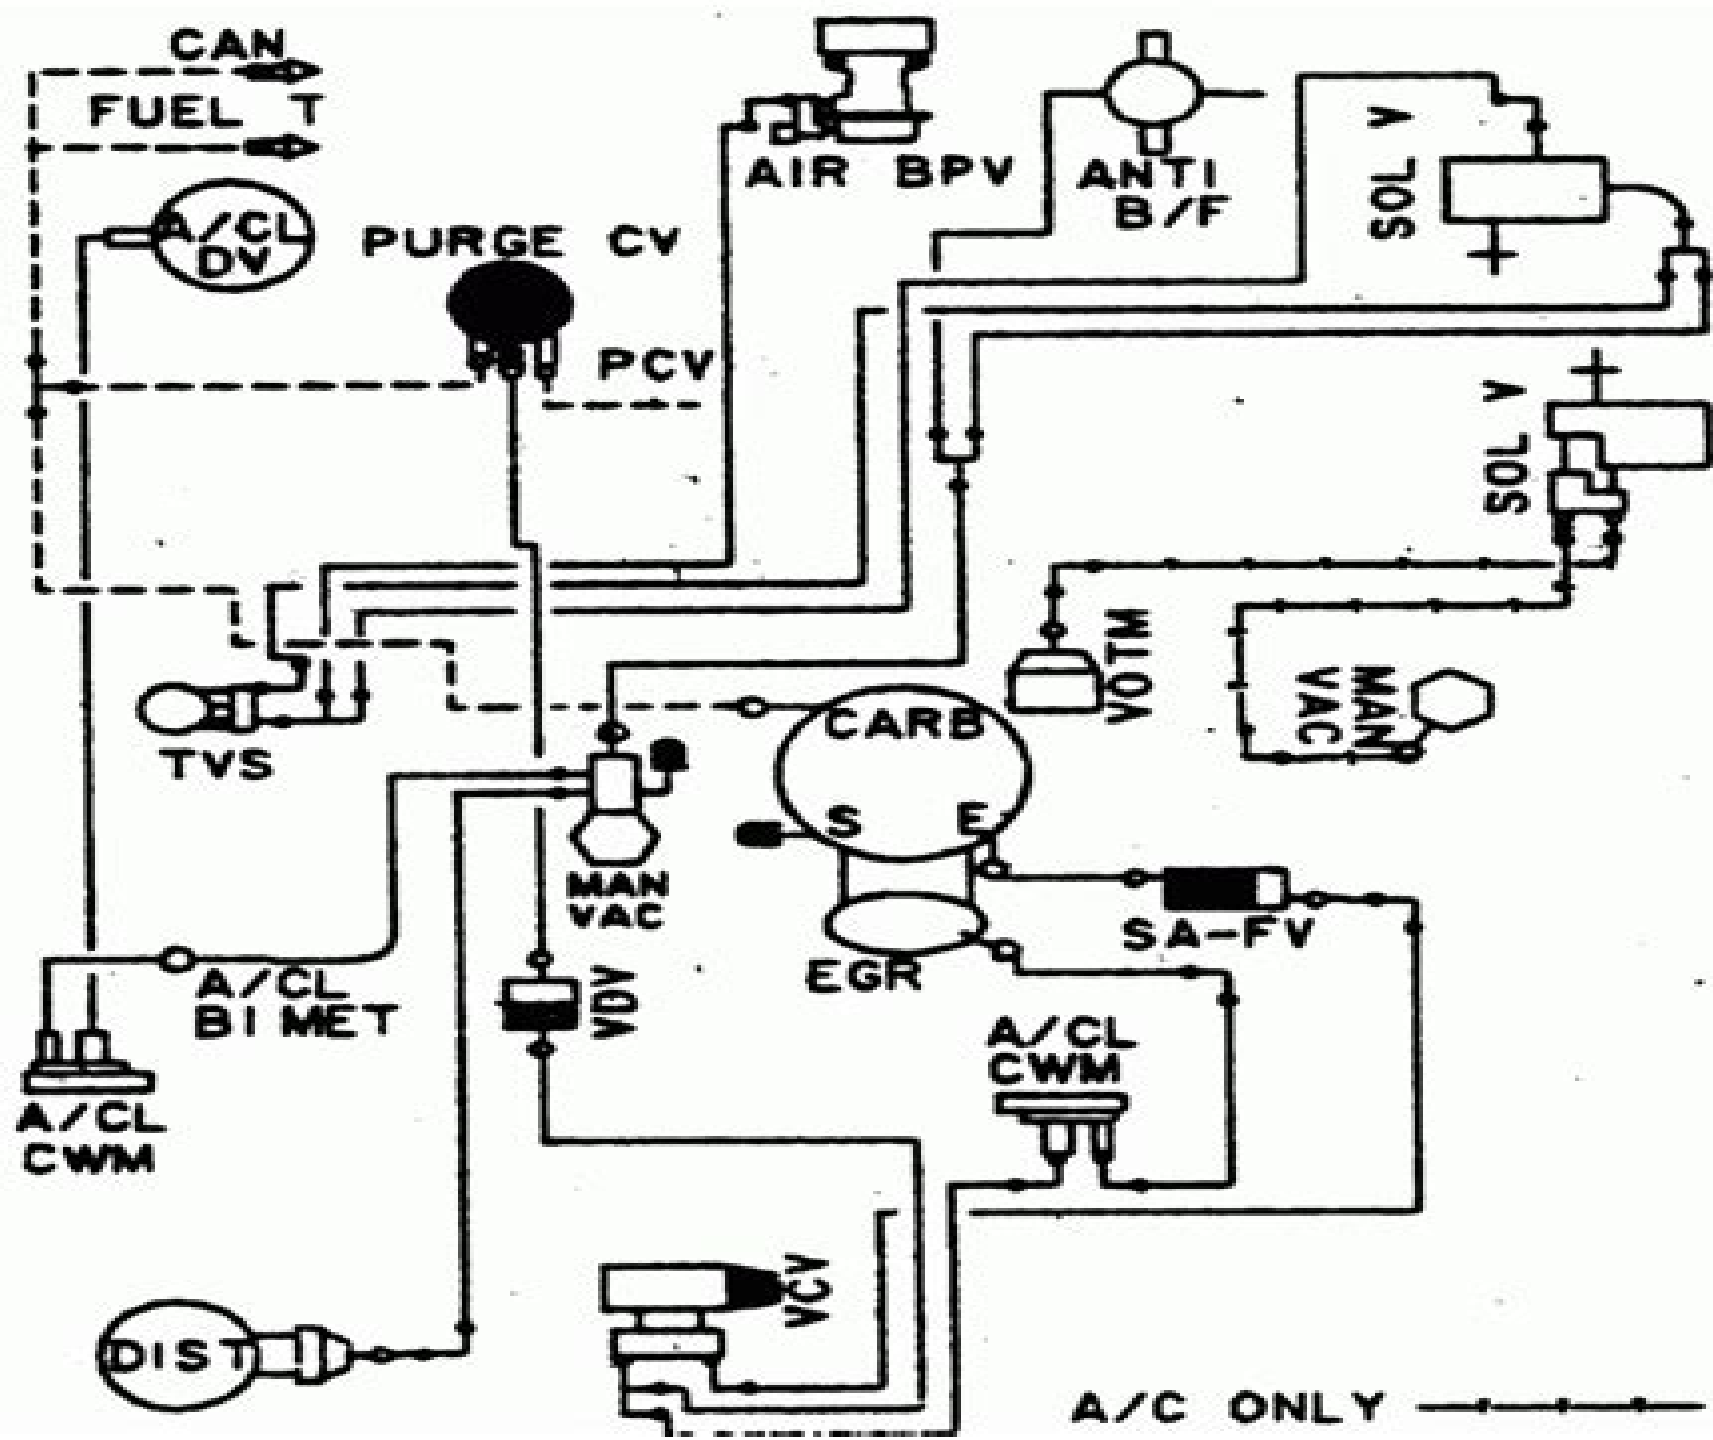 CAN
FUEL T
A/CL
DV
PURGE CV
PCV
AIR BPV
ANTI
B/F
SOL V
SOL V
TVS
CARB
S
E
VOTM
MAN
VAC
MAN
VAC
A/CL
BI MET
VDV
EGR
SA-FV
A/CL
CWM
A/CL
CWM
VCV
DIST
A/C ONLY